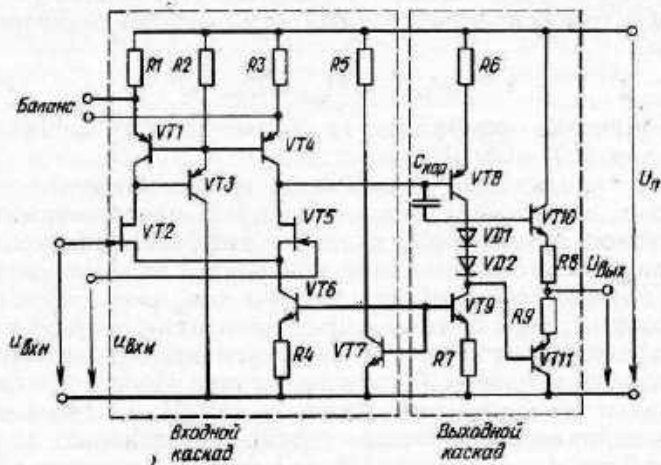 R1
R2
R3
R5
R6
Баланс
VT1
VT4
VT3
Cкор
VT8
VT10
Uп
VT2
VT5
VD1
VD2
R8
Uвых
VT6
VT9
R9
uвхн
uвхи
R4
VT7
R7
VT11
Входной
каскад
Выходной
каскад